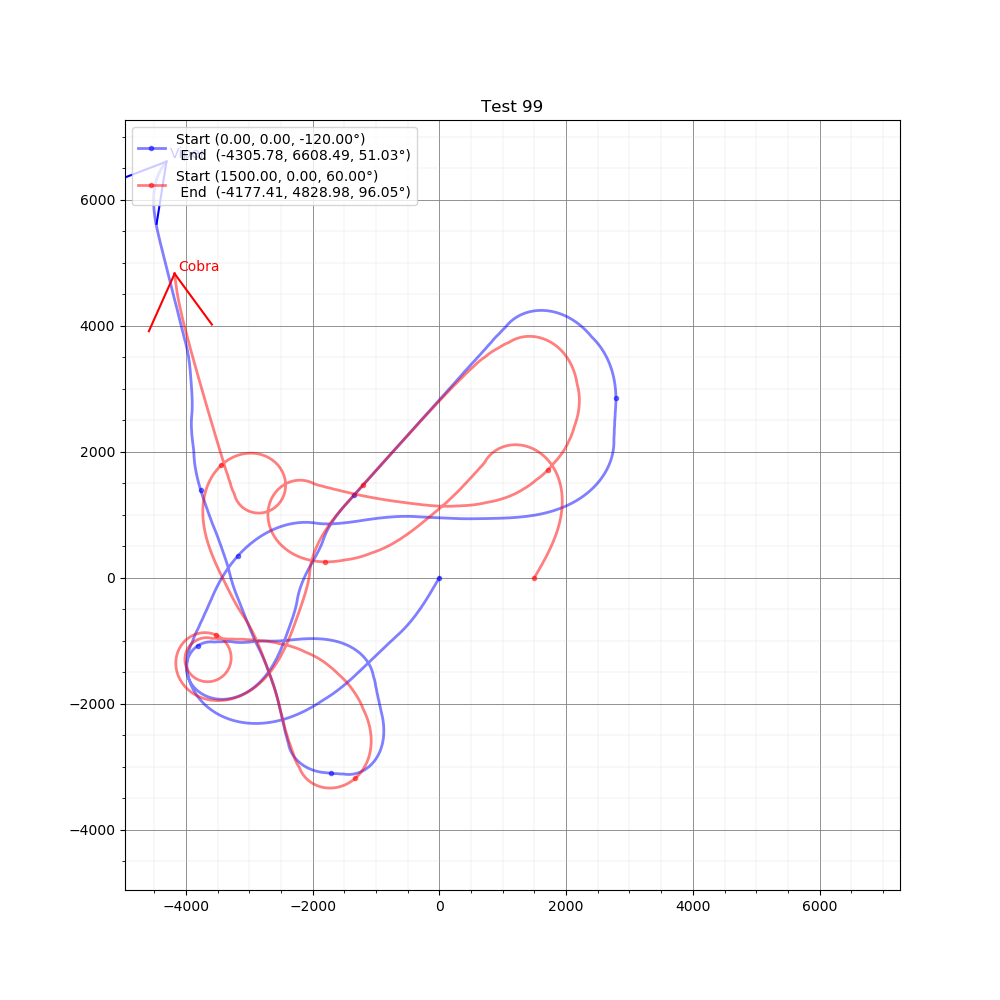 Test 99
Start (0.00, 0.00, -120.00°)
End (-4305.78, 6608.49, 51.03°)
Start (1500.00, 0.00, 60.00°)
End (-4177.41, 4828.98, 96.05°)
Cobra
6000
4000
2000
0
−2000
−4000
−4000
−2000
0
2000
4000
6000